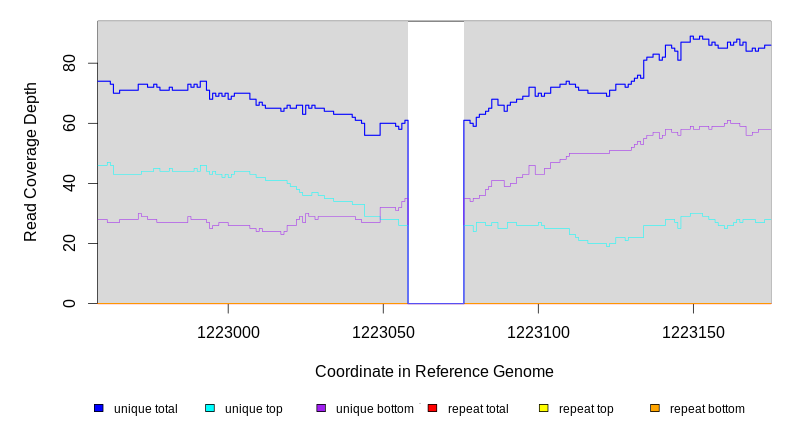 Read Coverage Depth
80
60
40
20
0
1223000 1223050 1223100 1223150
Coordinate in Reference Genome
unique total unique top unique bottom repeat total repeat top repeat bottom